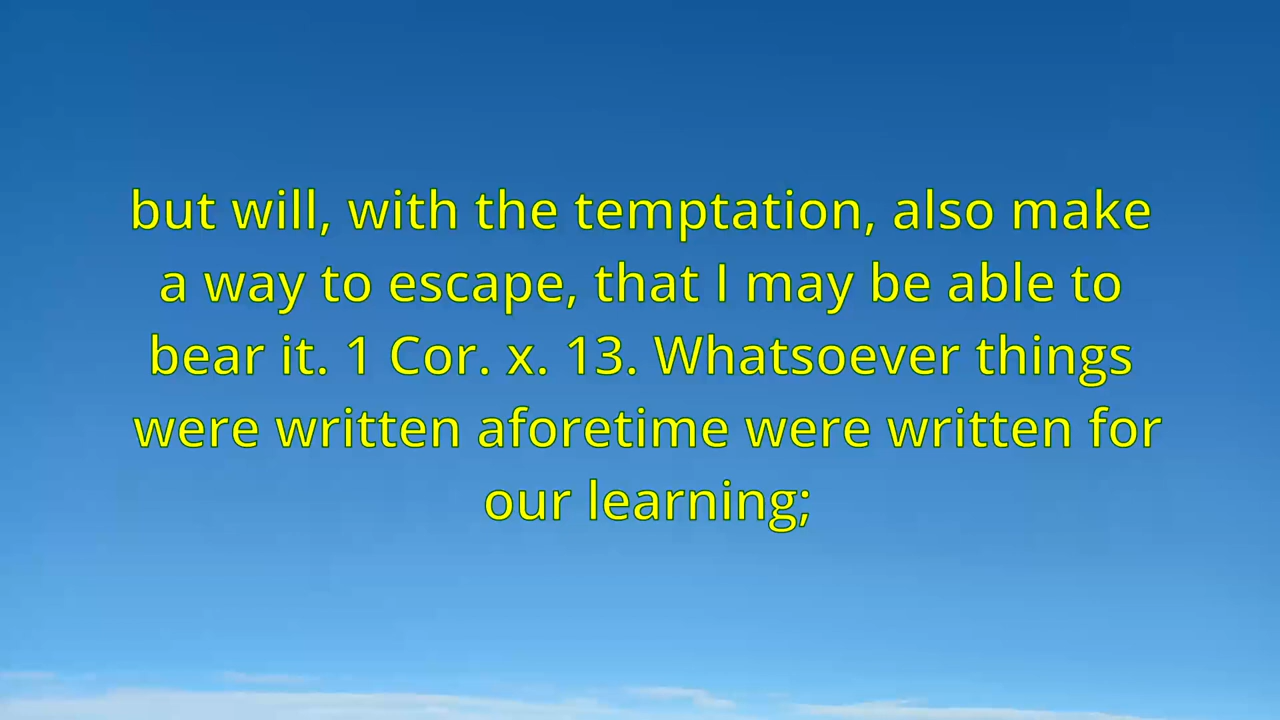 but will, with the temptation, also make
a way to escape, that I may be able to
bear it. 1 Cor. x. 13. Whatsoever things
were written aforetime were written for
our learning;